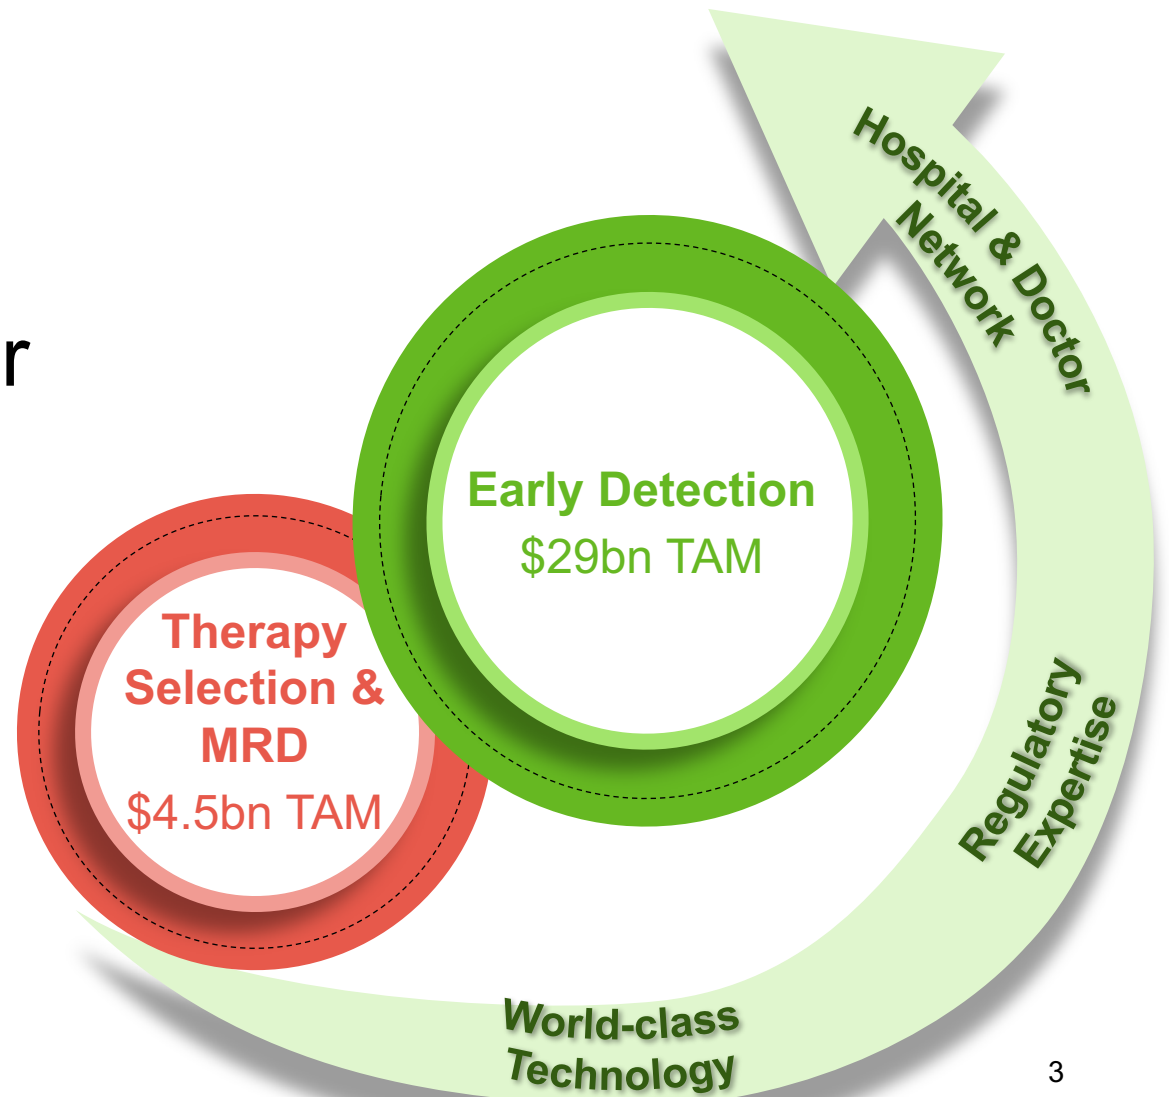 Hospital & Doctor
Network
r
Early Detection
$29bn TAM
Therapy
Selection &
MRD
$4.5bn TAM
Regulatory
Expertise
World-class
Technology
3